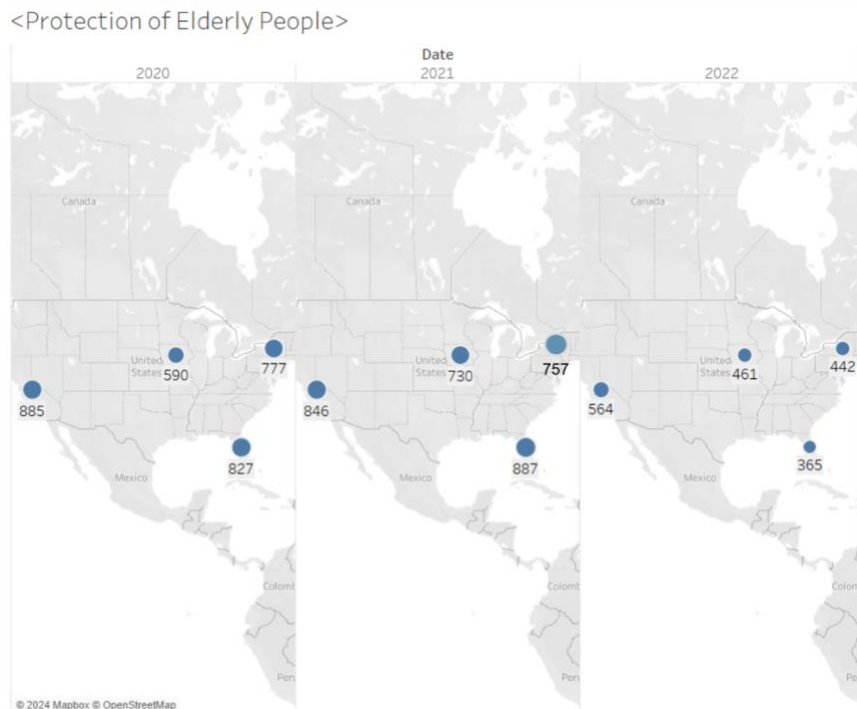 <Protection of Elderly People>
Date
2020 2021 2022
Canada Canada Canada
United States United States United States
590 777 730 757 461 442
885 846 564
827 887 365
Mexico Mexico Mexico
Colomb Colomb Colomb
Peru Peru Peru
© 2024 Mapbox © OpenStreetMap